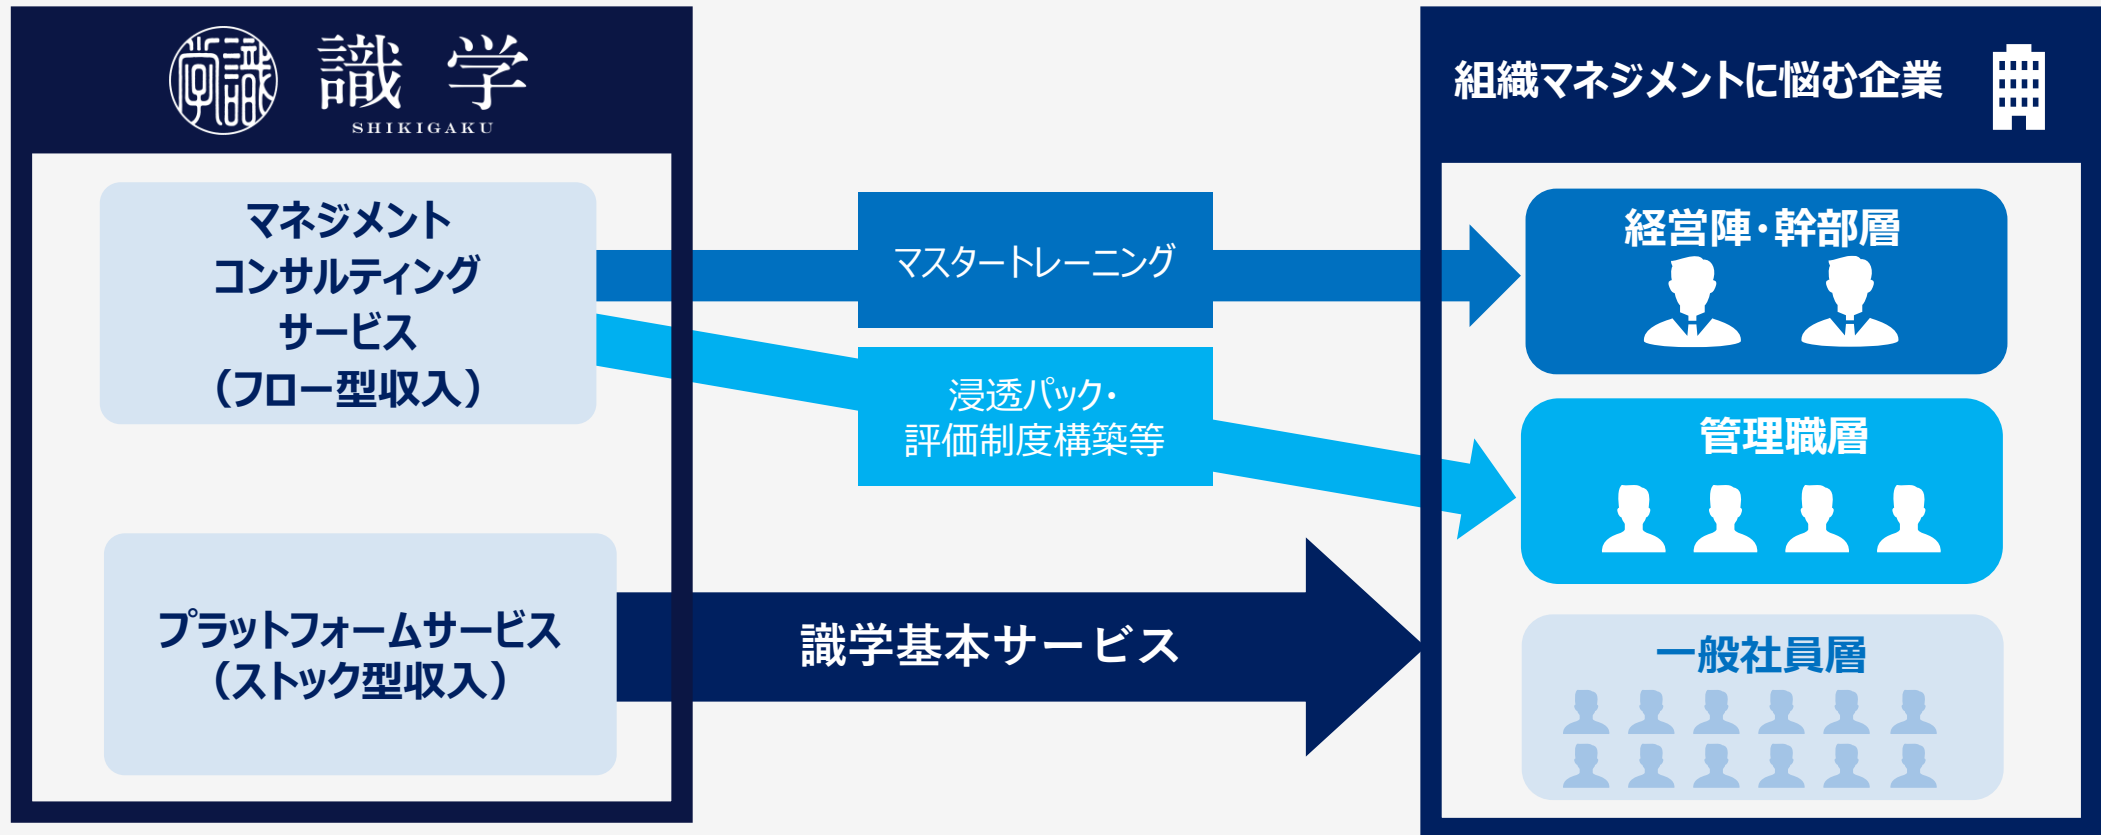 学識
識学
SHIKIGAKU
マネジメント
コンサルティング
サービス
（フロー型収入）
プラットフォームサービス
（ストック型収入）
マスタートレーニング
浸透パック・
評価制度構築等
識学基本サービス
組織マネジメントに悩む企業
経営陣・幹部層
管理職層
一般社員層